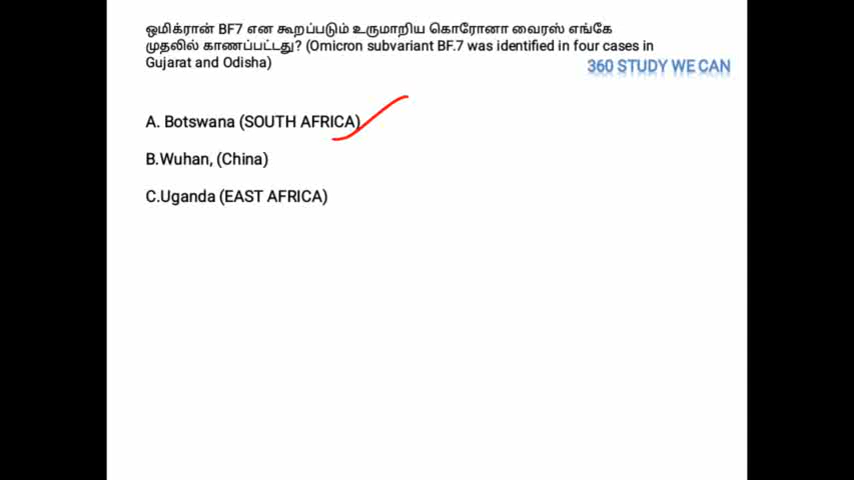 ஒமிக்ரான் BF7 என கூறப்படும் உருமாறிய கொரோனா வைரஸ் எங்கே
முதலில் காணப்பட்டது? (Omicron subvariant BF.7 was identified in four cases in
Gujarat and Odisha)
360 STUDY WE CAN
A. Botswana (SOUTH AFRICA)
B.Wuhan, (China)
C.Uganda (EAST AFRICA)